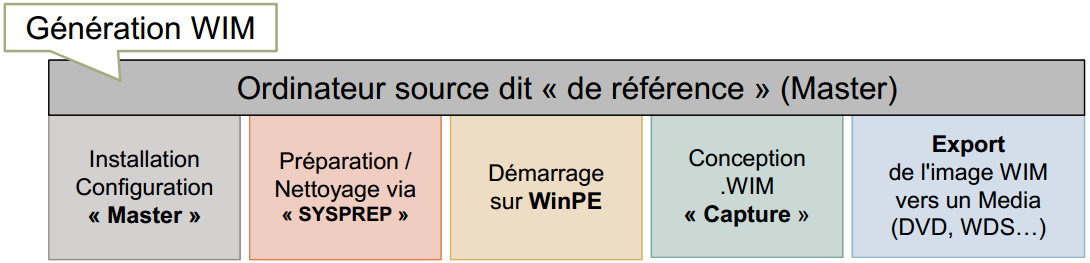 Génération WIM
Ordinateur source dit « de référence » (Master)
Installation
Configuration
« Master »
Préparation /
Nettoyage via
« SYSPREP »
Démarrage
sur WinPE
Conception
.WIM
« Capture »
Export
de l'image WIM
vers un Media
(DVD, WDS…)